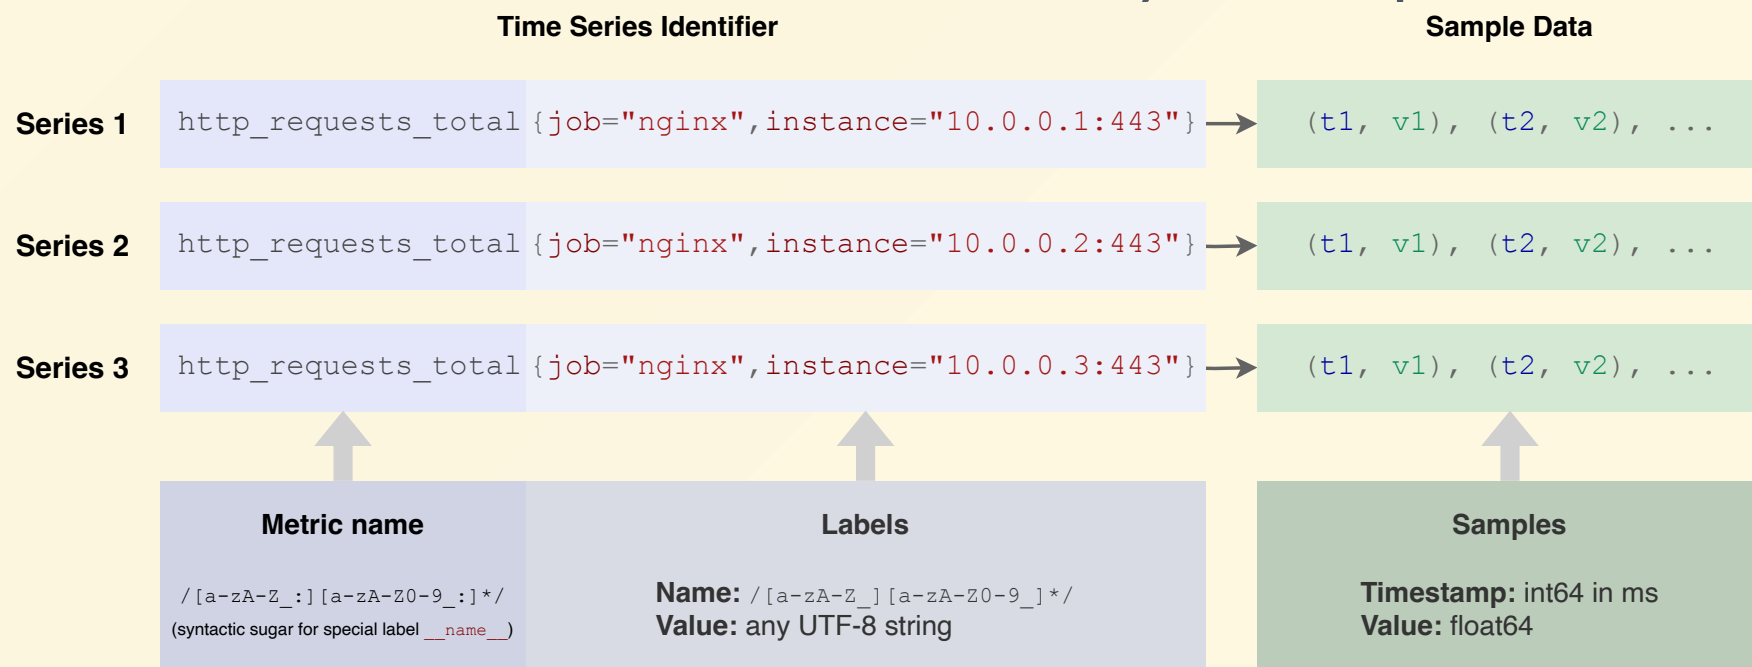 Time Series Identifier
Sample Data
Series 1 http_requests_total{job="nginx",instance="10.0.0.1:443"} (t1, v1), (t2, v2), ...
Series 2 http_requests_total{job="nginx",instance="10.0.0.2:443"} (t1, v1), (t2, v2), ...
Series 3 http_requests_total{job="nginx",instance="10.0.0.3:443"} (t1, v1), (t2, v2), ...
Metric name
/[a-zA-Z_:][a-zA-Z0-9_:]*/
(syntactic sugar for special label __name__)
Labels
Name: /[a-zA-Z_][a-zA-Z0-9_]*/
Value: any UTF-8 string
Samples
Timestamp: int64 in ms
Value: float64